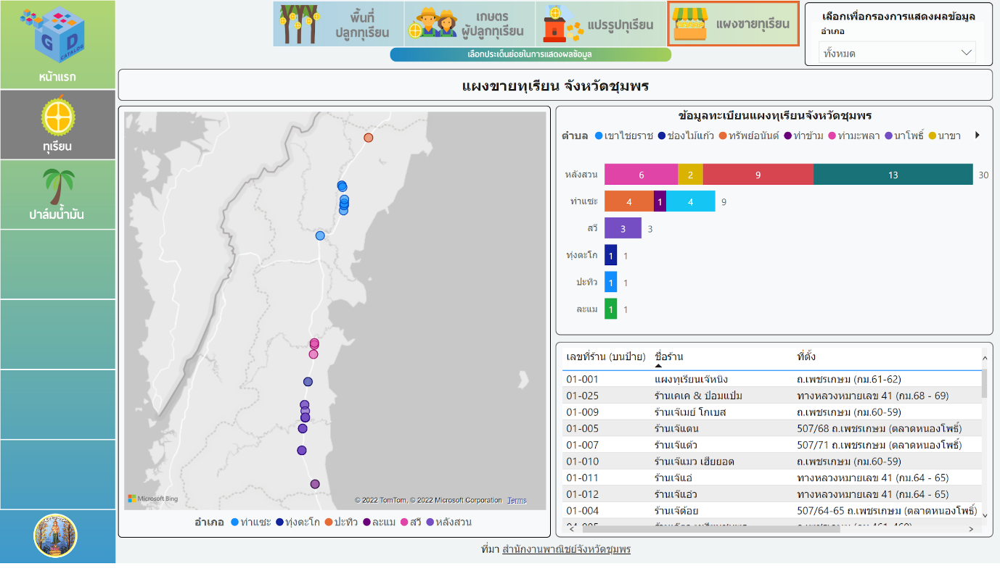 GD CATALOG
หน้าแรก
ทุเรียน
ปาล์มน้ำมัน
พื้นที่
ปลูกทุเรียน
เกษตร
ผู้ปลูกทุเรียน
แปรรูปทุเรียน
แผงขายทุเรียน
เลือกประเด็นย่อยในการแสดงผลข้อมูล
เลือกเพื่อกรองการแสดงผลข้อมูล
อำเภอ
ทั้งหมด
แผงขายทุเรียน จังหวัดชุมพร
Microsoft Bing
© 2022 TomTom, © 2022 Microsoft Corporation Terms
อำเภอ ท่าแซะ ทุ่งตะโก ปะทิว ละแม สวี หลังสวน
ข้อมูลทะเบียนแผงทุเรียนจังหวัดชุมพร
ตำบล เขาไชยราช ช่องไม้แก้ว ทรัพย์อนันต์ ท่าข้าม ท่ามะพลา นาโพธิ์ นาขา
หลังสวน 6 2 9 13 30
ท่าแซะ 4 1 4 9
สวี 3 3
ทุ่งตะโก 1 1
ปะทิว 1 1
ละแม 1 1
เลขที่ร้าน (บนป้าย) ชื่อร้าน ที่ตั้ง
01-001 แผงทุเรียนเจ๊หนิง ถ.เพชรเกษม (กม.61-62)
01-025 ร้านเคเค & ป๋อมแป๋ม ทางหลวงหมายเลข 41 (กม.68 - 69)
01-009 ร้านเจ๊เมย์ โกเบส ถ.เพชรเกษม (กม.60-59)
01-005 ร้านเจ๊แดน 507/68 ถ.เพชรเกษม (ตลาดหนองโพธิ์)
01-007 ร้านเจ๊แต้ว 507/71 ถ.เพชรเกษม (ตลาดหนองโพธิ์)
01-010 ร้านเจ๊แมว เฮียยอด ถ.เพชรเกษม (กม.60-59)
01-011 ร้านเจ๊แอ๋ ทางหลวงหมายเลข 41 (กม.64 - 65)
01-012 ร้านเจ๊แอ๋ว ทางหลวงหมายเลข 41 (กม.64 - 65)
01-004 ร้านเจ๊ต้อย 507/64-65 ถ.เพชรเกษม (ตลาดหนองโพธิ์)
ที่มา สำนักงานพาณิชย์จังหวัดชุมพร